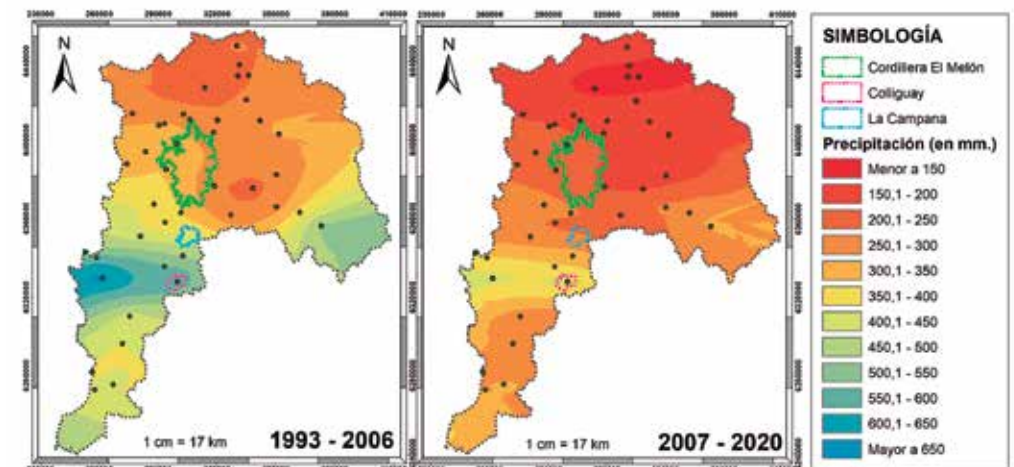 N
1 cm = 17 km
1993 - 2006
N
1 cm = 17 km
2007 - 2020
SIMBOLOGÍA
Cordillera El Melón
Colliguay
La Campana
Precipitación (en mm.)
Menor a 150
150,1 - 200
200,1 - 250
250,1 - 300
300,1 - 350
350,1 - 400
400,1 - 450
450,1 - 500
500,1 - 550
550,1 - 600
600,1 - 650
Mayor a 650